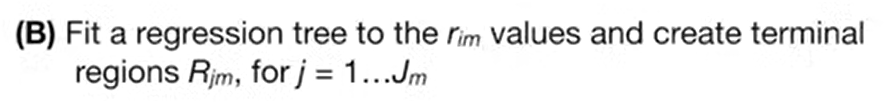 (B) Fit a regression tree to the rim values and create terminal
regions Rjm, for j = 1...Jm